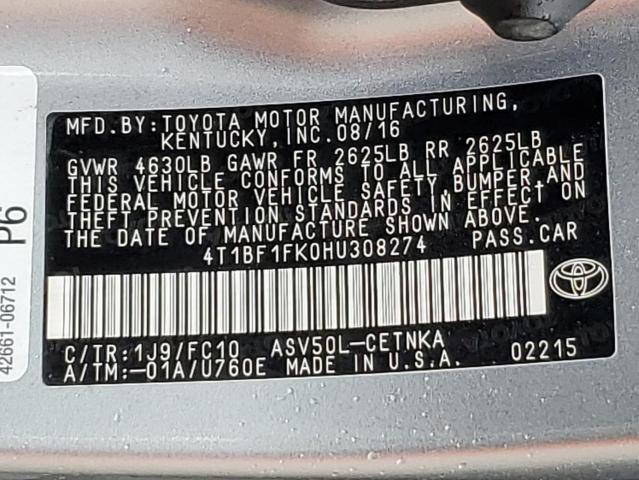 MFD.BY:TOYOTA MOTOR MANUFACTURING,
KENTUCKY,INC.08/16
GVWR 4630LB GAWR FR 2625LB RR 2625LB
THIS VEHICLE CONFORMS TO ALL APPLICABLE
FEDERAL MOTOR VEHICLE SAFETY,BUMPER,AND
THEFT PREVENTION STANDARDS IN EFFECT ON
THE DATE OF MANUFACTURE SHOWN ABOVE.
4T1BF1FK0HU308274 PASS.CAR
C/TR:1J9/FC10 ASV50L-CETNKA
A/TM:-01A/U760E MADE IN U.S.A. 02215
42661-06712
P6